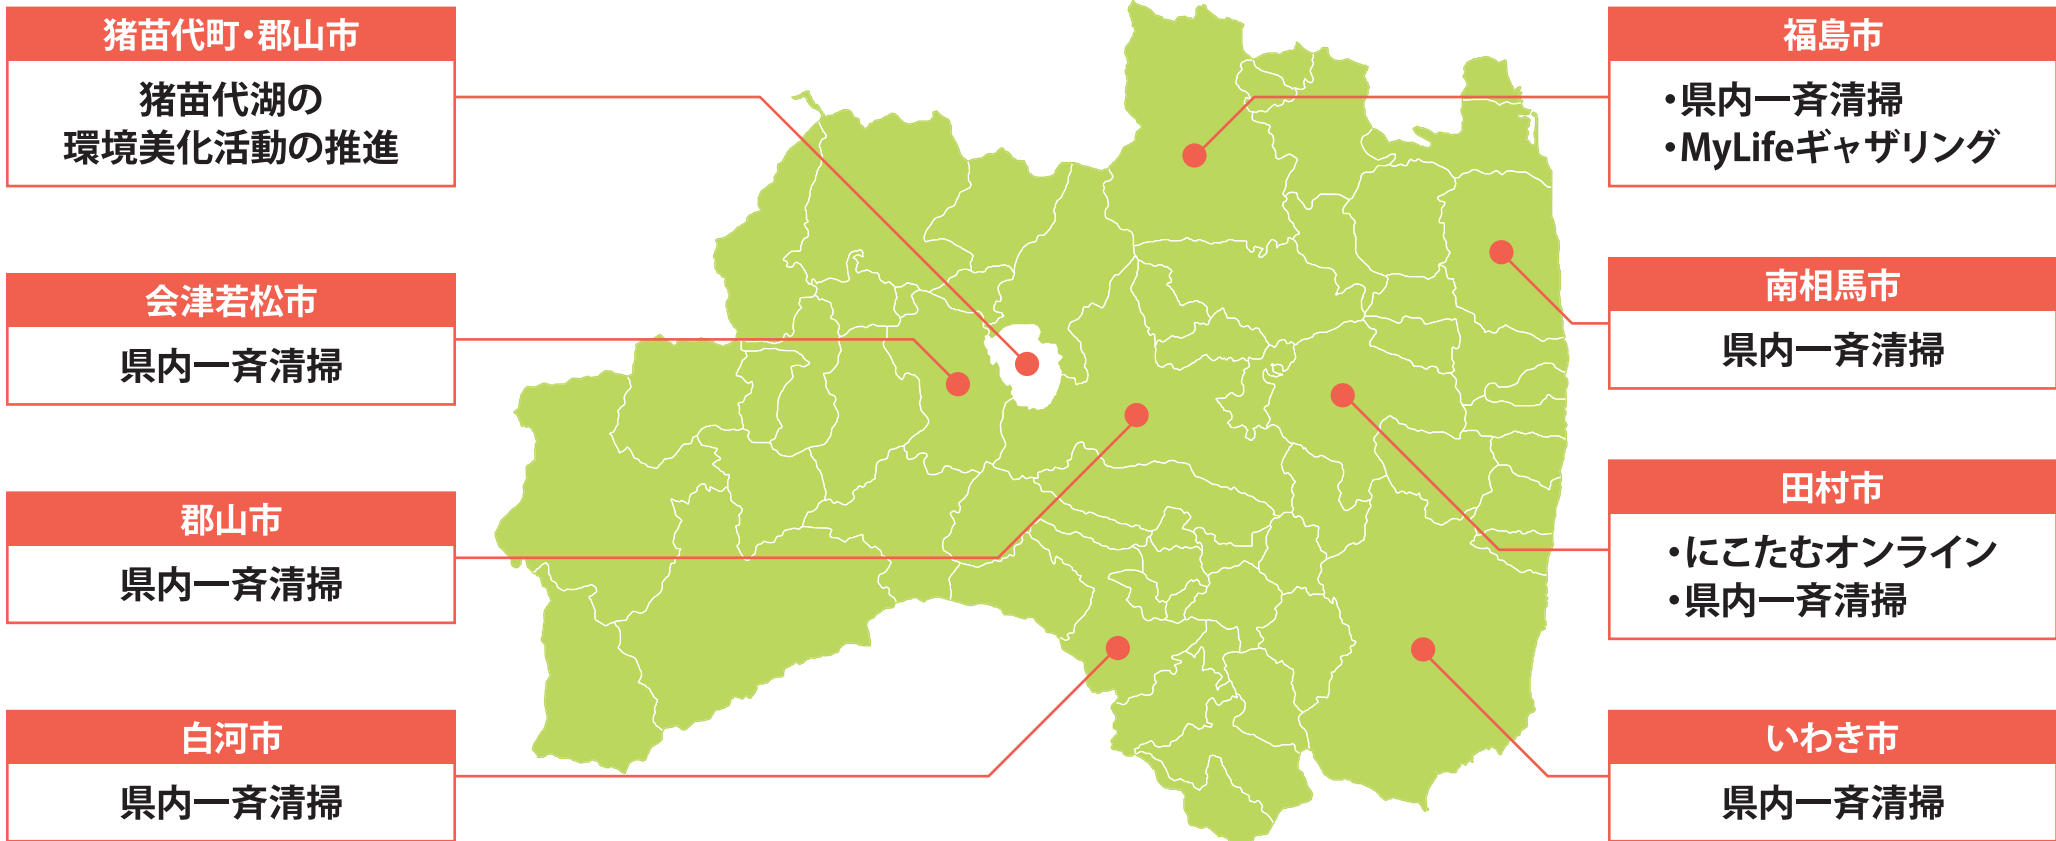 猪苗代町・郡山市
猪苗代湖の
環境美化活動の推進
会津若松市
県内一斉清掃
郡山市
県内一斉清掃
白河市
県内一斉清掃
福島市
・県内一斉清掃
・MyLifeギャザリング
南相馬市
県内一斉清掃
田村市
・にこたむオンライン
・県内一斉清掃
いわき市
県内一斉清掃